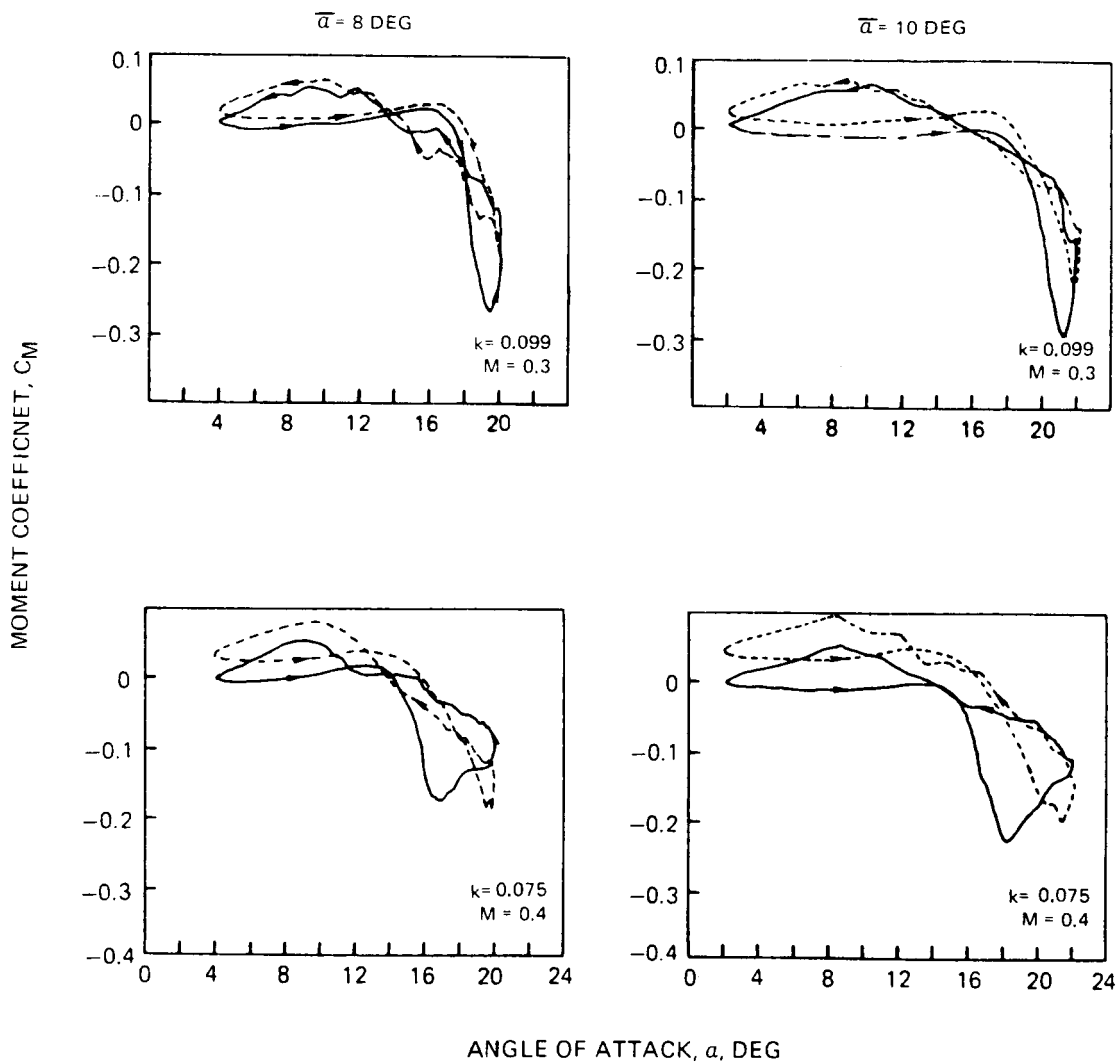 a̅ = 8 DEG
a̅ = 10 DEG
MOMENT COEFFICNET, CM
0.1
0
−0.1
−0.2
−0.3
k= 0.099
M = 0.3
4 8 12 16 20
0.1
0
−0.1
−0.2
−0.3
k= 0.099
M = 0.3
4 8 12 16 20
0
−0.1
−0.2
−0.3
−0.4
k= 0.075
M = 0.4
0 4 8 12 16 20 24
0
−0.1
−0.2
−0.3
−0.4
k= 0.075
M = 0.4
0 4 8 12 16 20 24
ANGLE OF ATTACK, a, DEG